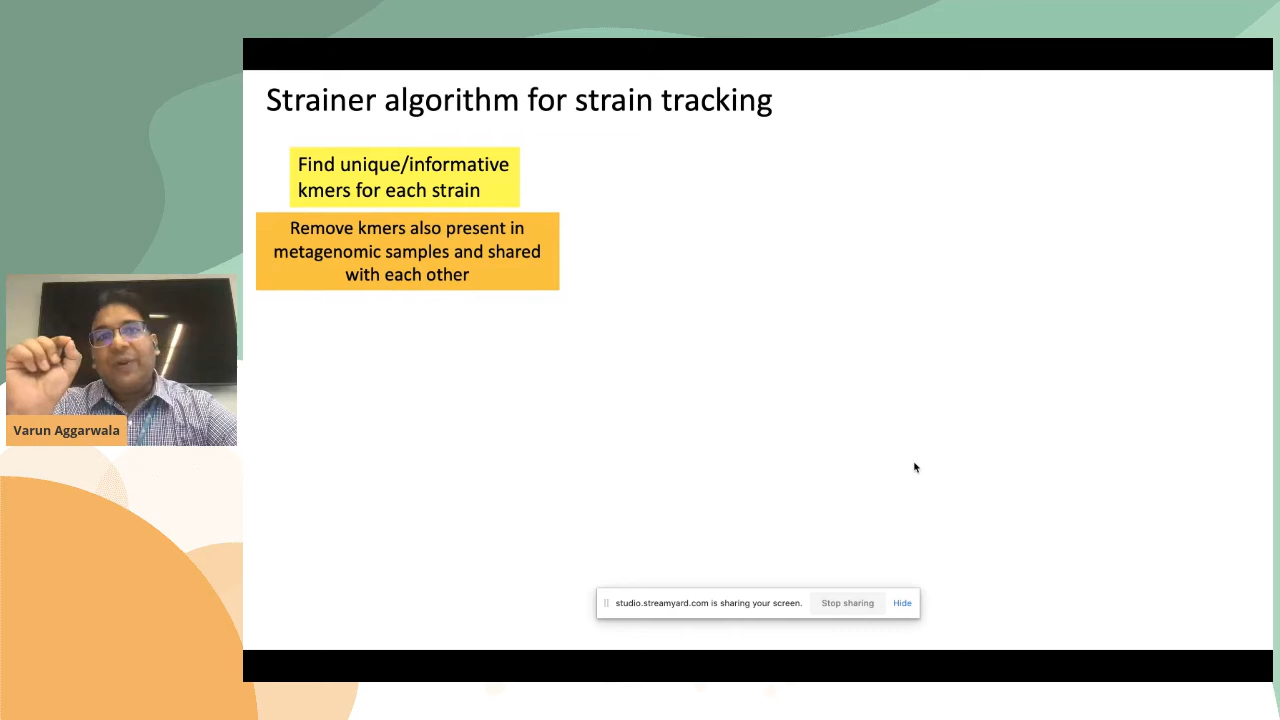 Strainer algorithm for strain tracking
Find unique/informative
kmers for each strain
Remove kmers also present in
metagenomic samples and shared
with each other
Varun Aggarwala
studio.streamyard.com is sharing your screen.
Stop sharing
Hide